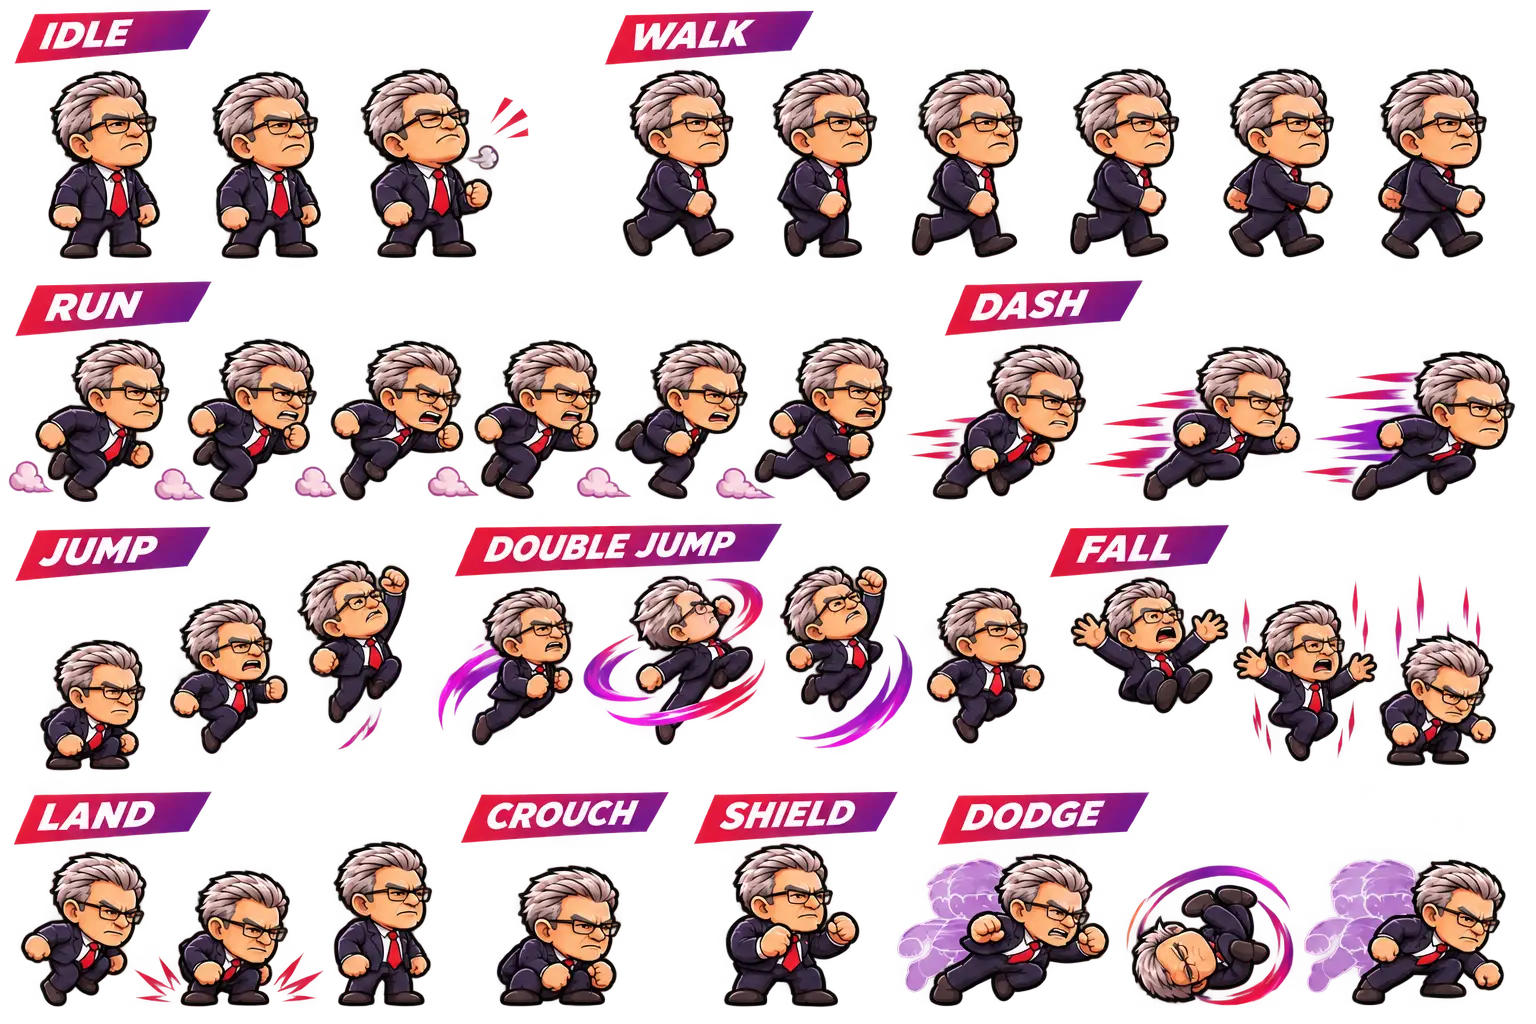 IDLE
WALK
RUN
DASH
JUMP
DOUBLE JUMP
FALL
LAND
CROUCH
SHIELD
DODGE